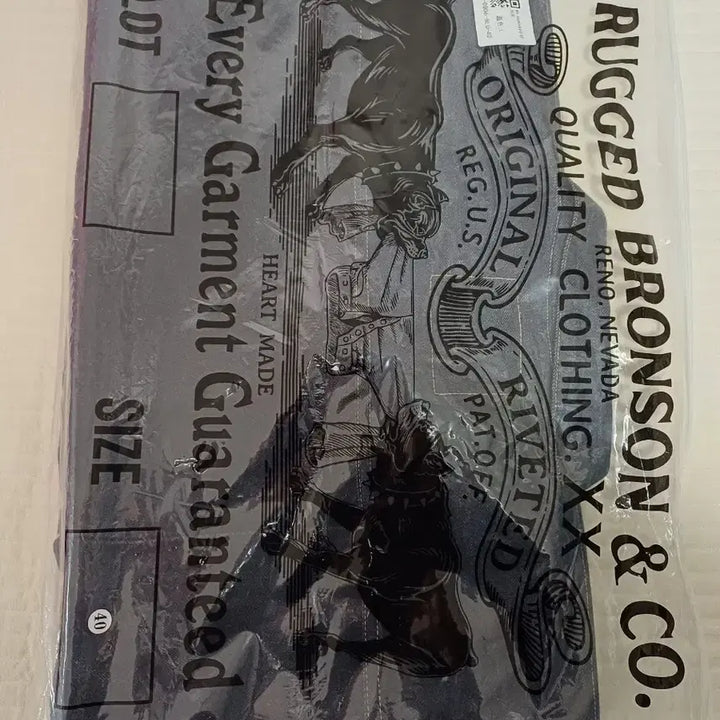 RUGGED BRONSON & CO.
RENO, NEVADA
QUALITY CLOTHING. XX
ORIGINAL RIVETED
REG.U.S. PAT.OFF.
HEART MADE
Every Garment Guaranteed
LOT
SIZE
40